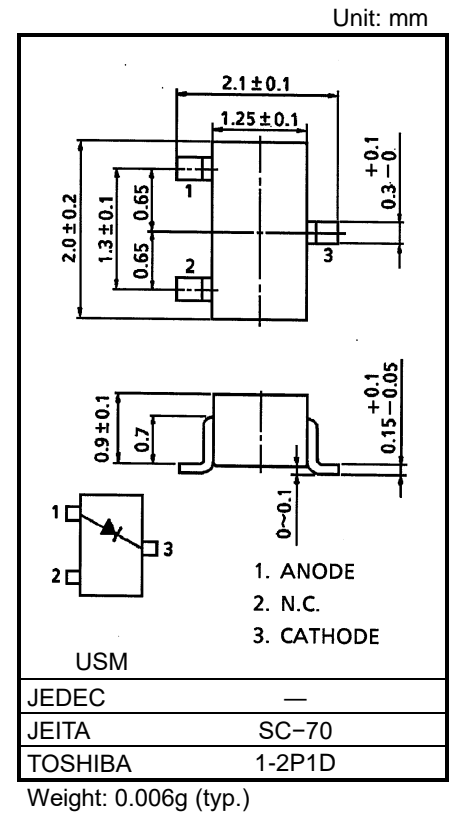 Unit: mm
2.1±0.1
1.25±0.1
+0.1
0.3−0
2.0±0.2
1.3±0.1
0.65
0.65
1
2
3
0.9±0.1
0.7
+0.1
0.15−0.05
0~0.1
1
2
3
1. ANODE
2. N.C.
3. CATHODE
USM
JEDEC —
JEITA SC−70
TOSHIBA 1-2P1D
Weight: 0.006g (typ.)